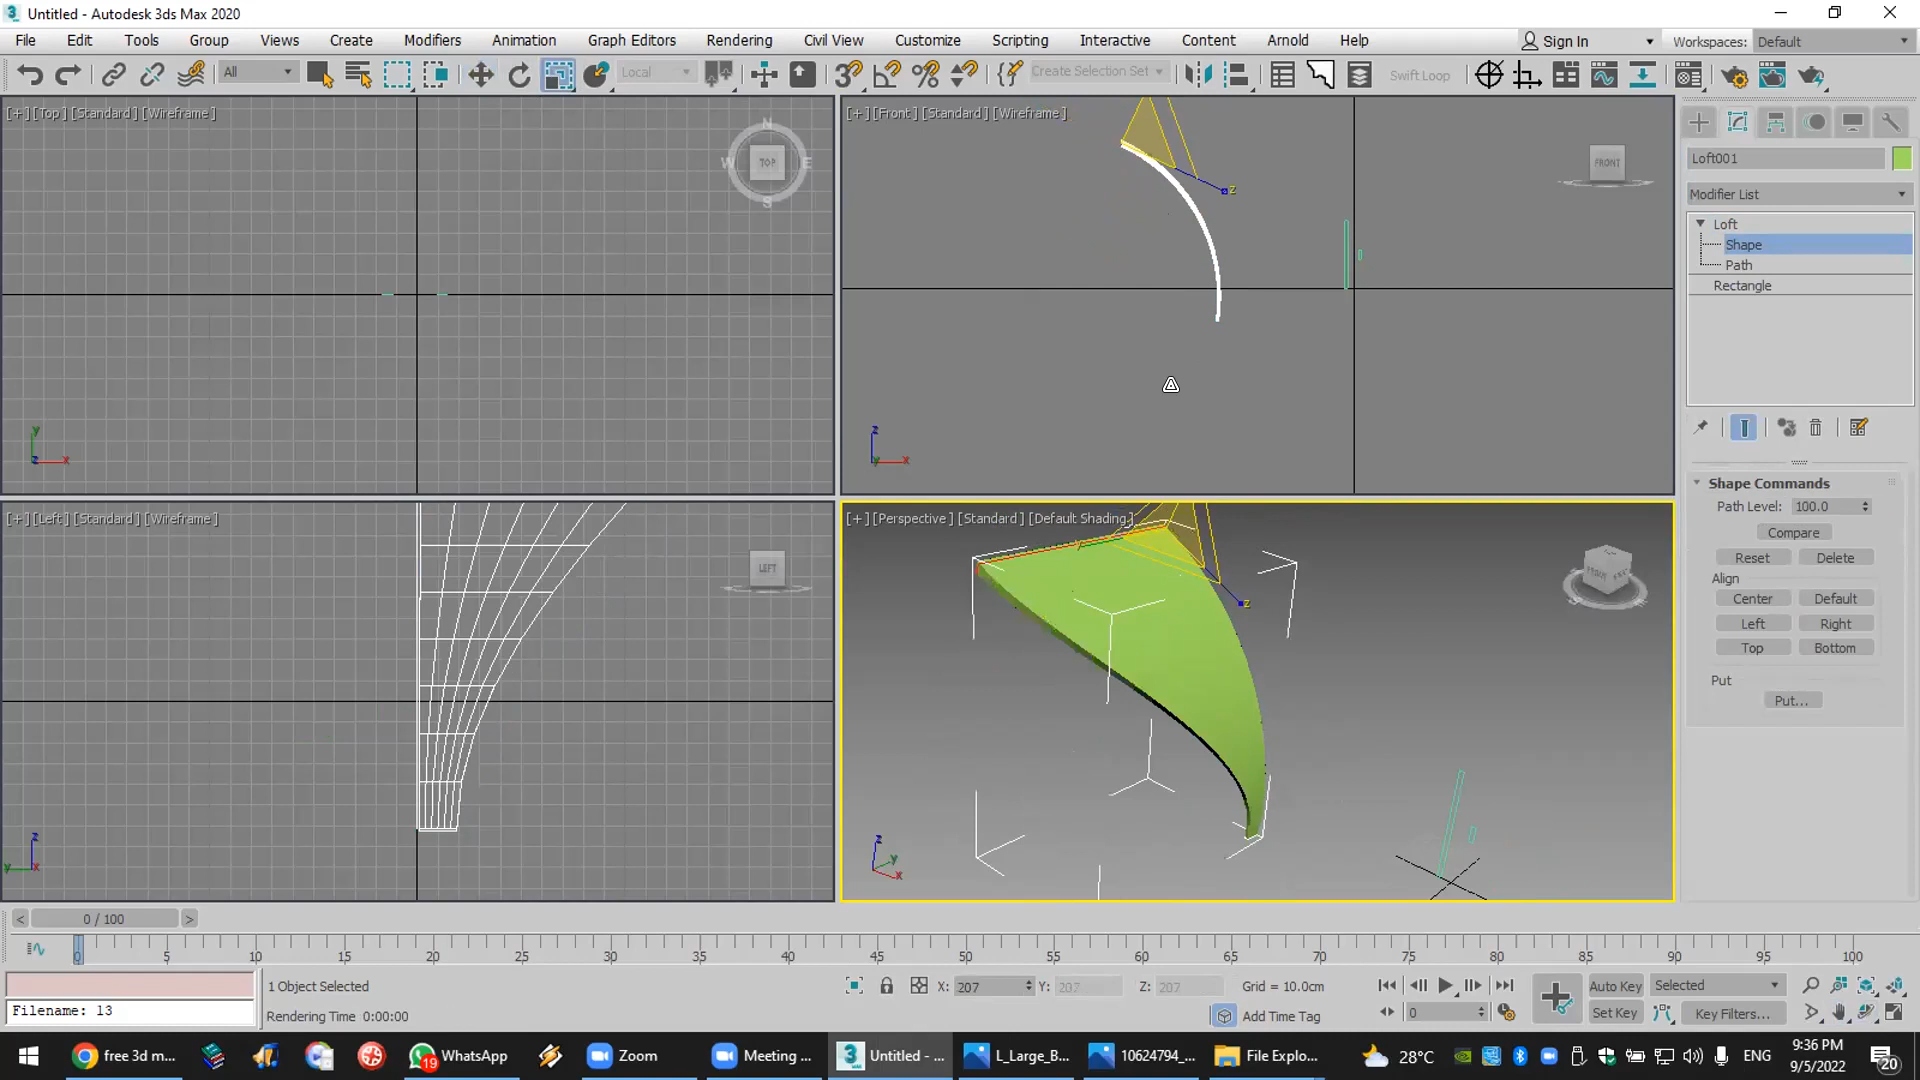 Untitled - Autodesk 3ds Max 2020
File Edit Tools Group Views Create Modifiers Animation Graph Editors Rendering Civil View Customize Scripting Interactive Content Arnold Help Sign In Workspaces: Default
All Local Create Selection Set Swift Loop
[+] [Top] [Standard] [Wireframe]
N
W TOP E
S
y
z x
[+] [Front] [Standard] [Wireframe]
FRONT
z
z
y x
Loft001
Modifier List
Loft
Shape
Path
Rectangle
Shape Commands
Path Level: 100.0
Compare
Reset Delete
Align
Center Default
Left Right
Top Bottom
Put
Put...
[+] [Left] [Standard] [Wireframe]
LEFT
z
y x
[+] [Perspective] [Standard] [Default Shading]
FRONT
y
z
z
y
x
< 0 / 100 >
0 5 10 15 20 25 30 35 40 45 50 55 60 65 70 75 80 85 90 95 100
1 Object Selected X: 207 Y: 207 Z: 207 Grid = 10.0cm Auto Key Selected
Filename: 13 Rendering Time 0:00:00 Add Time Tag 0 Set Key Key Filters...
free 3d m... 19 WhatsApp Zoom Meeting ... Untitled - ... L_Large_B... 10624794_... File Explo... 28°C ENG 9:36 PM
9/5/2022 20